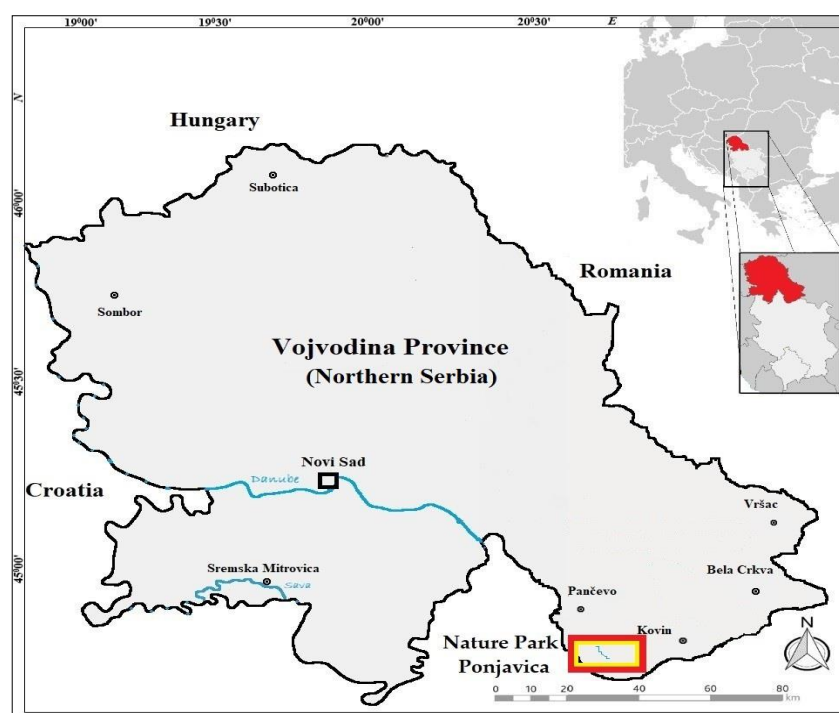 19°00'
19°30'
20°00'
20°30'
E
N
46°00'
45°30'
45°00'
Hungary
Subotica
Romania
Sombor
Vojvodina Province
(Northern Serbia)
Novi Sad
Danube
Croatia
Vršac
Sremska Mitrovica
Sava
Bela Crkva
Pančevo
Kovin
Nature Park
Ponjavica
N
0 20 40 60 80
km